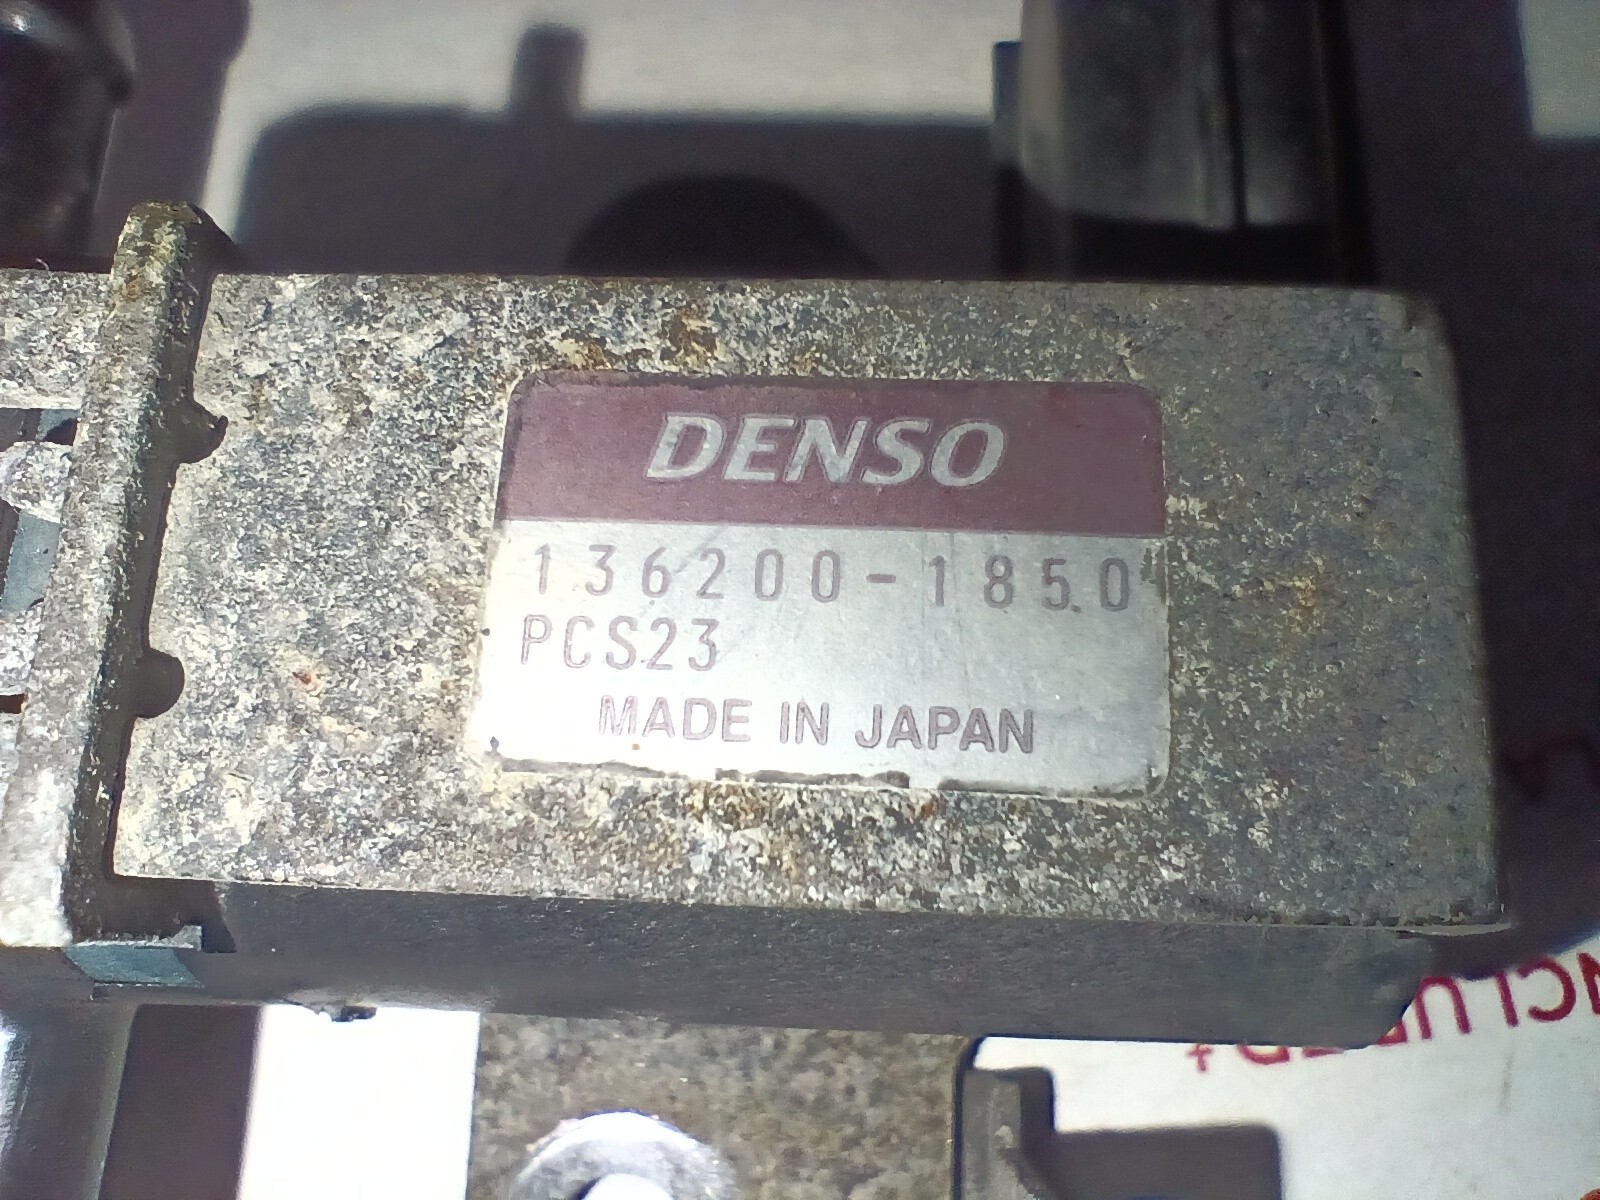 DENSO
136200-1850
PCS23
MADE IN JAPAN